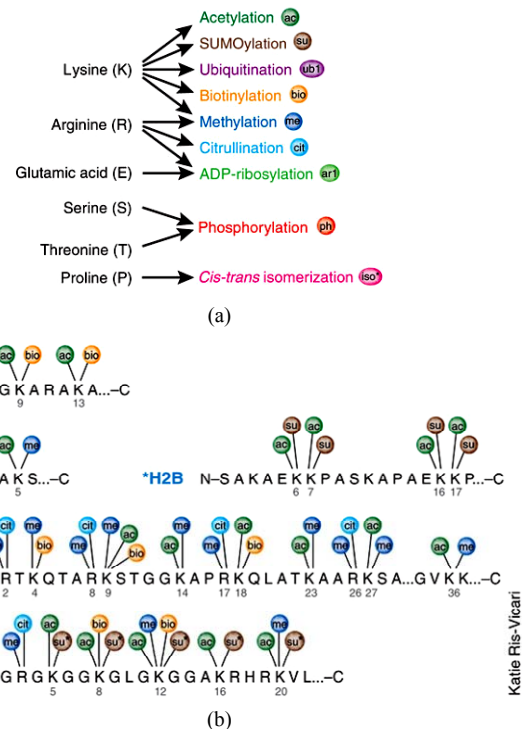 Acetylation ac
SUMOylation su
Lysine (K) Ubiquitination ub1
Biotinylation bio
Arginine (R) Methylation me
Citrullination cit
Glutamic acid (E) ADP-ribosylation ar1
Serine (S)
Phosphorylation ph
Threonine (T)
Proline (P) Cis-trans isomerization iso*
(a)
ac bio ac bio
G K A R A K A...–C
9 13
su ac su ac
ac me ac su ac su
A K S...–C *H2B N–S A K A E K K P A S K A P A E K K P...–C
5 6 7 16 17
cit me cit me ac me cit ac me cit ac ac me
bio me bio ac me bio ac me me
R T K Q T A R K S T G G K A P R K Q L A T K A A R K S A...G V K K...–C
2 4 8 9 14 17 18 23 26 27 36
cit ac bio me bio me
me su* ac su* ac su* ac su* ac su*
G R G K G G K G L G K G G A K R H R K V L...–C
5 8 12 16 20
Katie Ris-Vicari
(b)